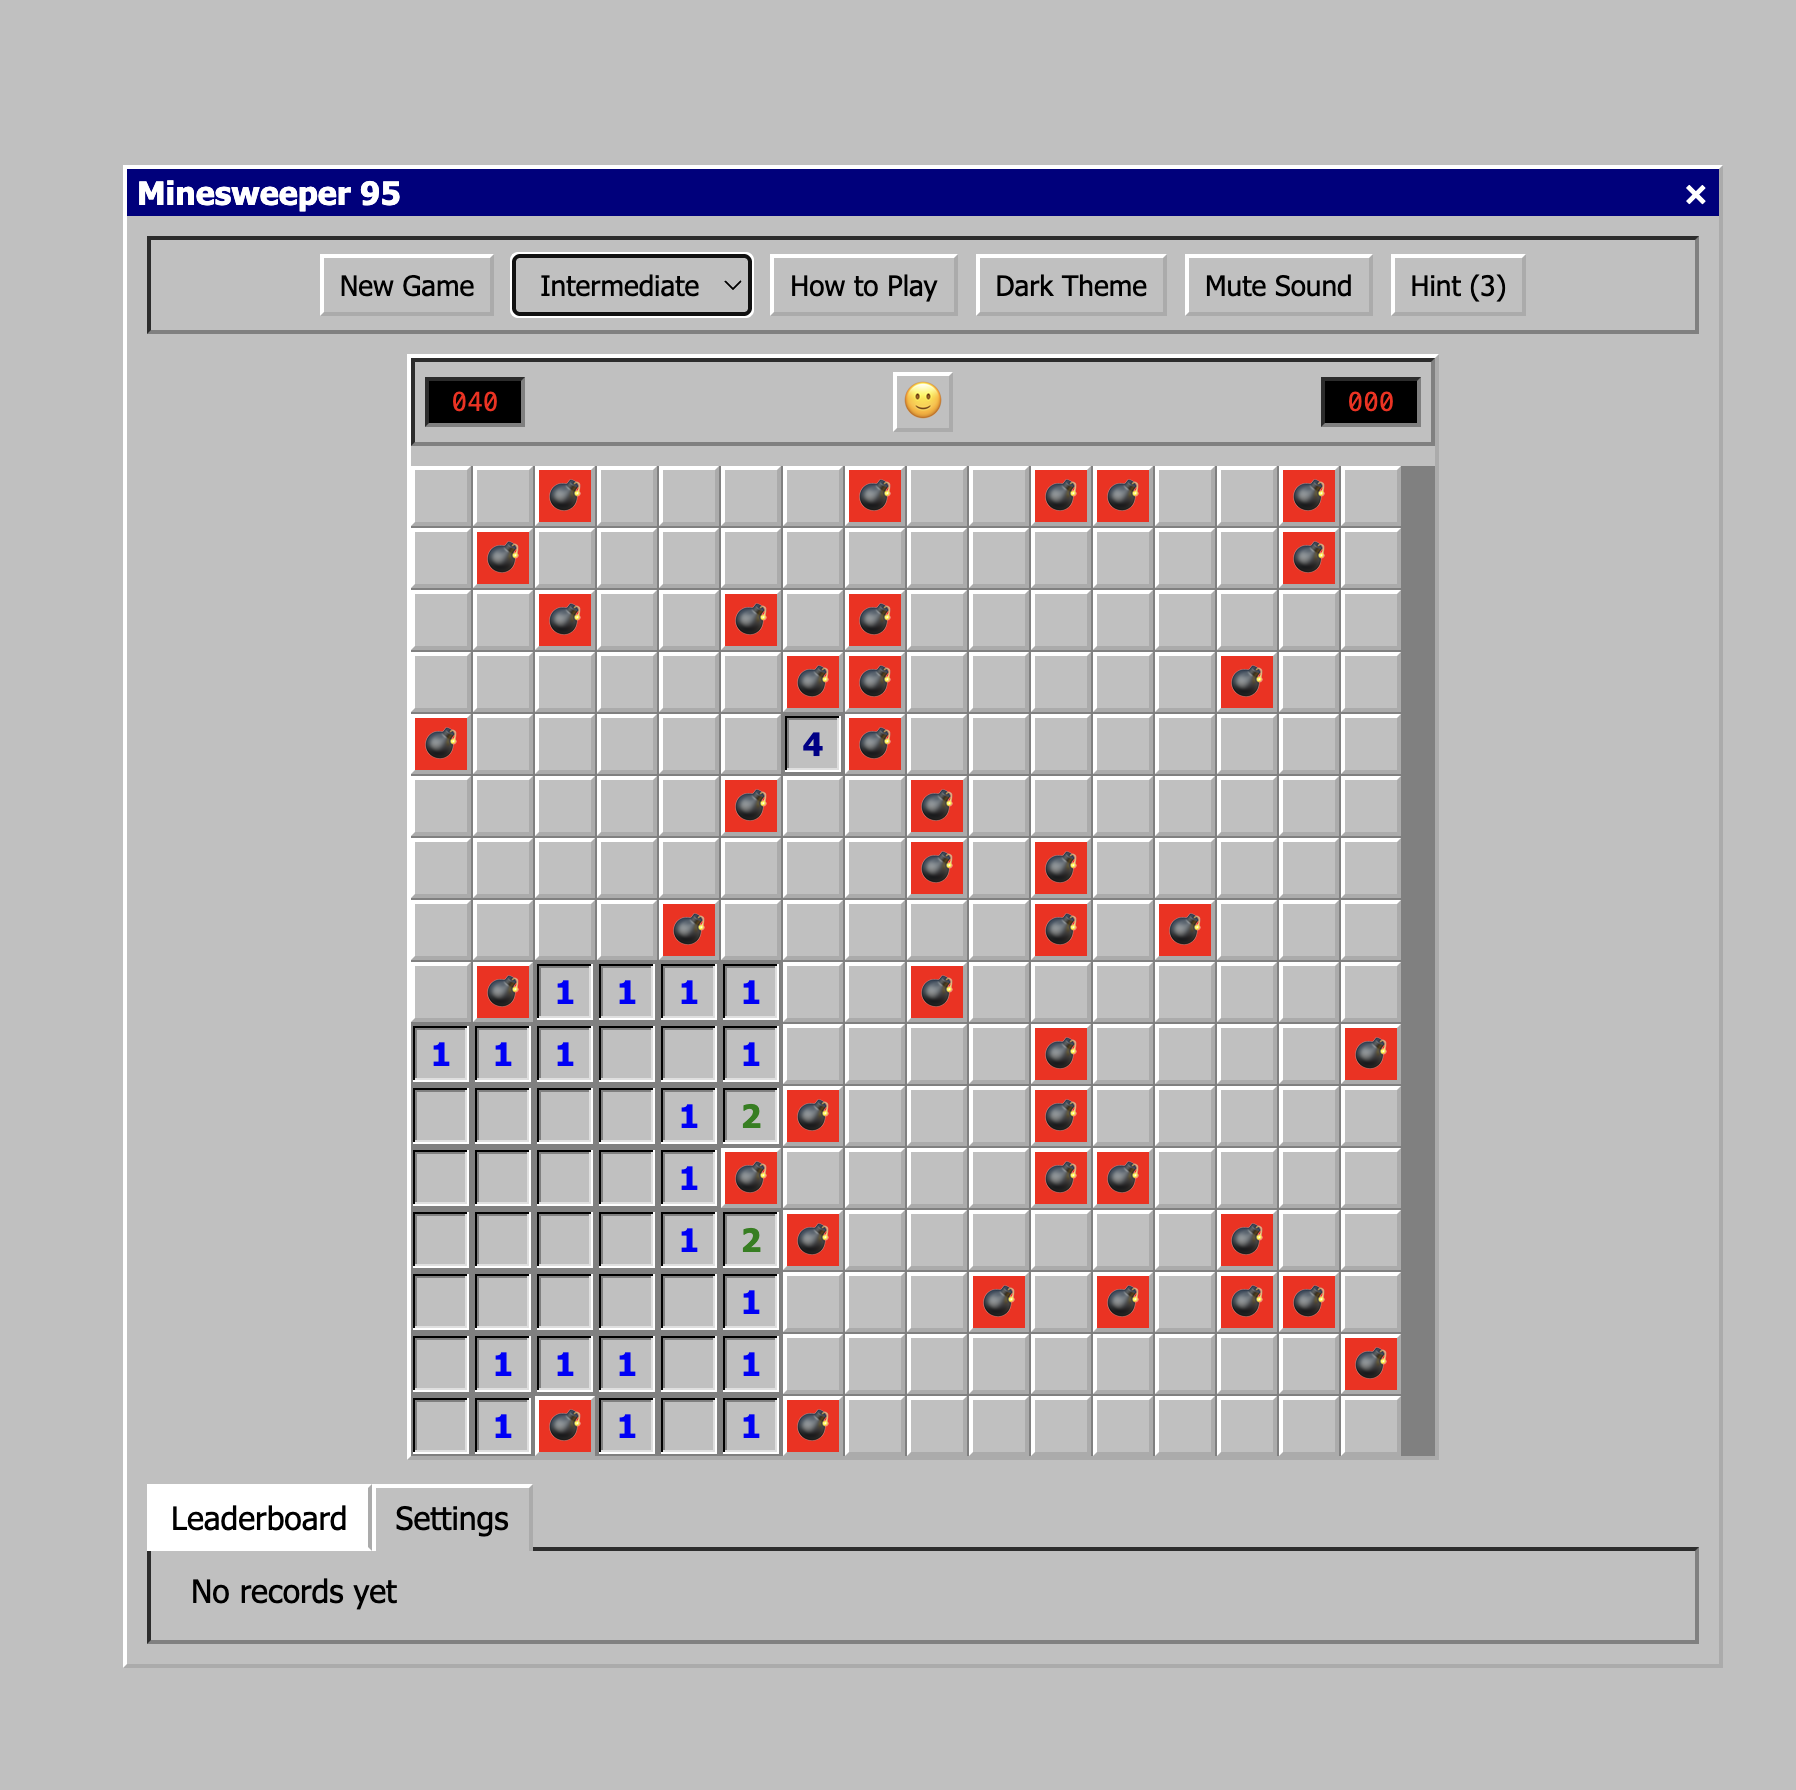 Minesweeper 95 ×
New Game Intermediate How to Play Dark Theme Mute Sound Hint (3)
040 000
4
1 1 1 1
1 1 1 1
1 2
1
1 2
1
1 1 1 1
1 1 1
Leaderboard Settings
No records yet